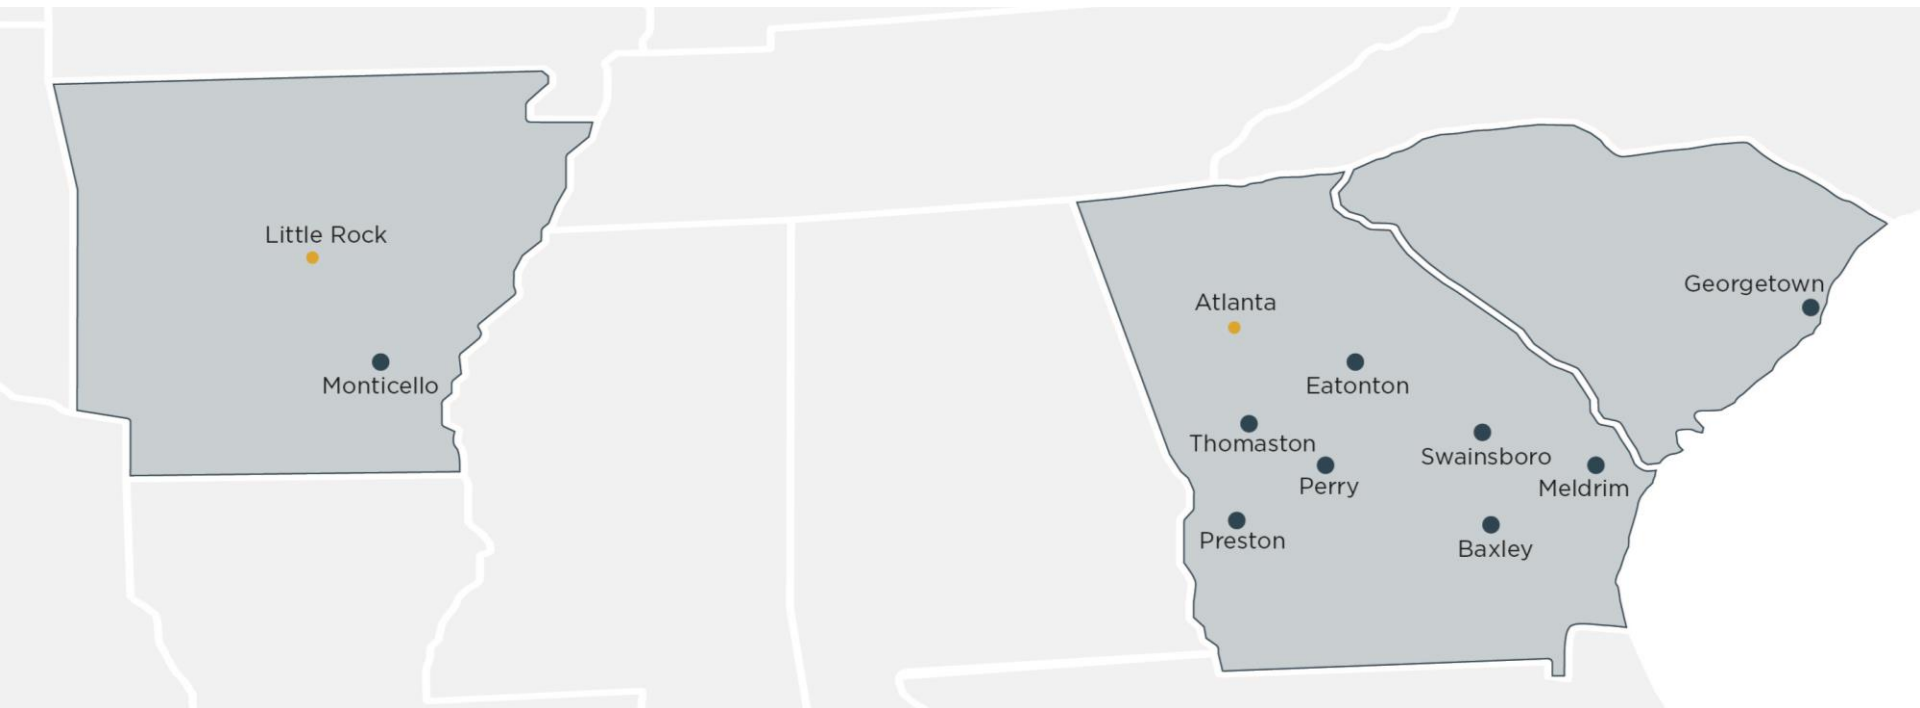 Little Rock
Monticello
Georgetown
Atlanta
Eatonton
Thomaston
Swainsboro
Perry
Meldrim
Preston
Baxley